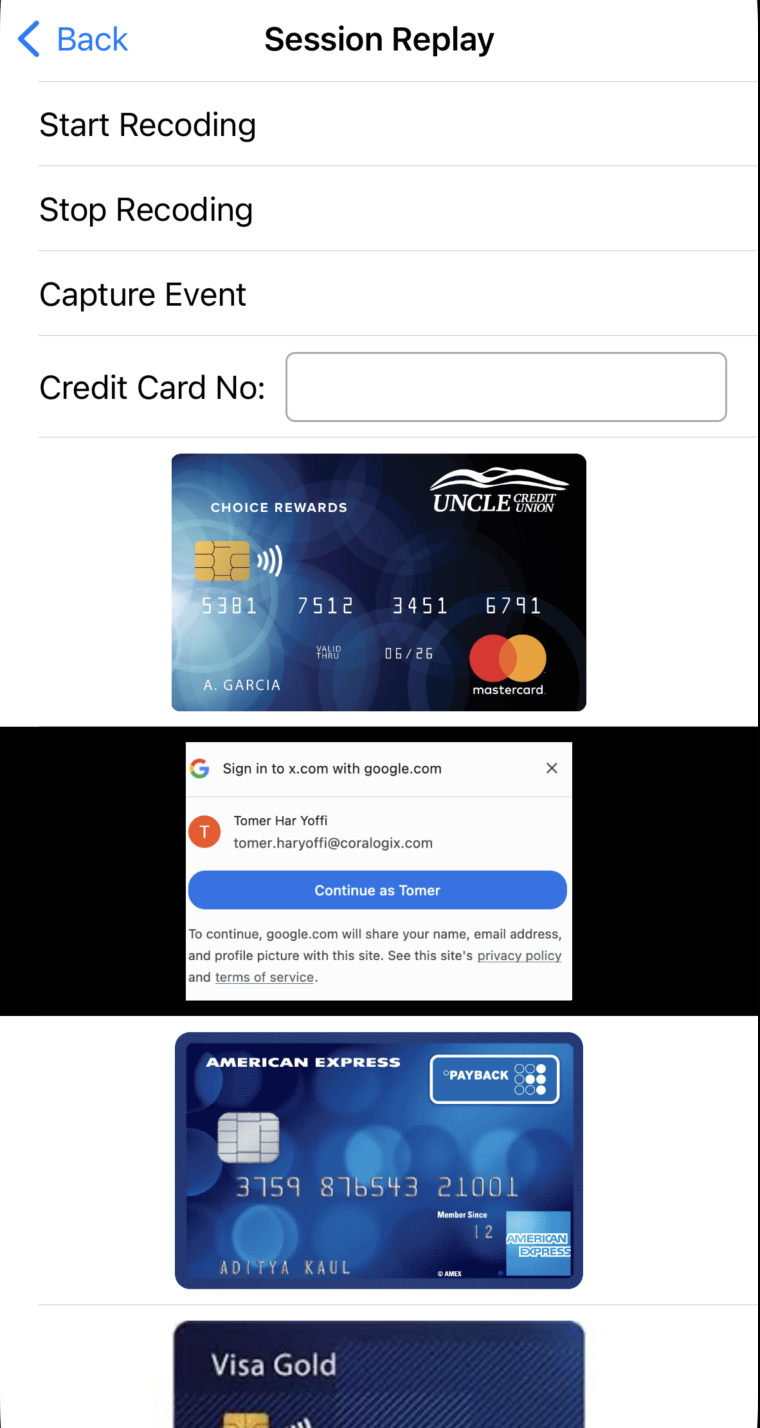 Back
Session Replay
Start Recoding
Stop Recoding
Capture Event
Credit Card No:
CHOICE REWARDS
UNCLE CREDIT UNION
5381 7512 3451 6791
VALID THRU 06/26
A. GARCIA
mastercard.
Sign in to x.com with google.com
T
Tomer Har Yoffi
tomer.haryoffi@coralogix.com
Continue as Tomer
To continue, google.com will share your name, email address,
and profile picture with this site. See this site's privacy policy
and terms of service.
AMERICAN EXPRESS
°PAYBACK
3759 876543 21001
Member Since
12
AMERICAN
EXPRESS
ADITYA KAUL
© AMEX
Visa Gold